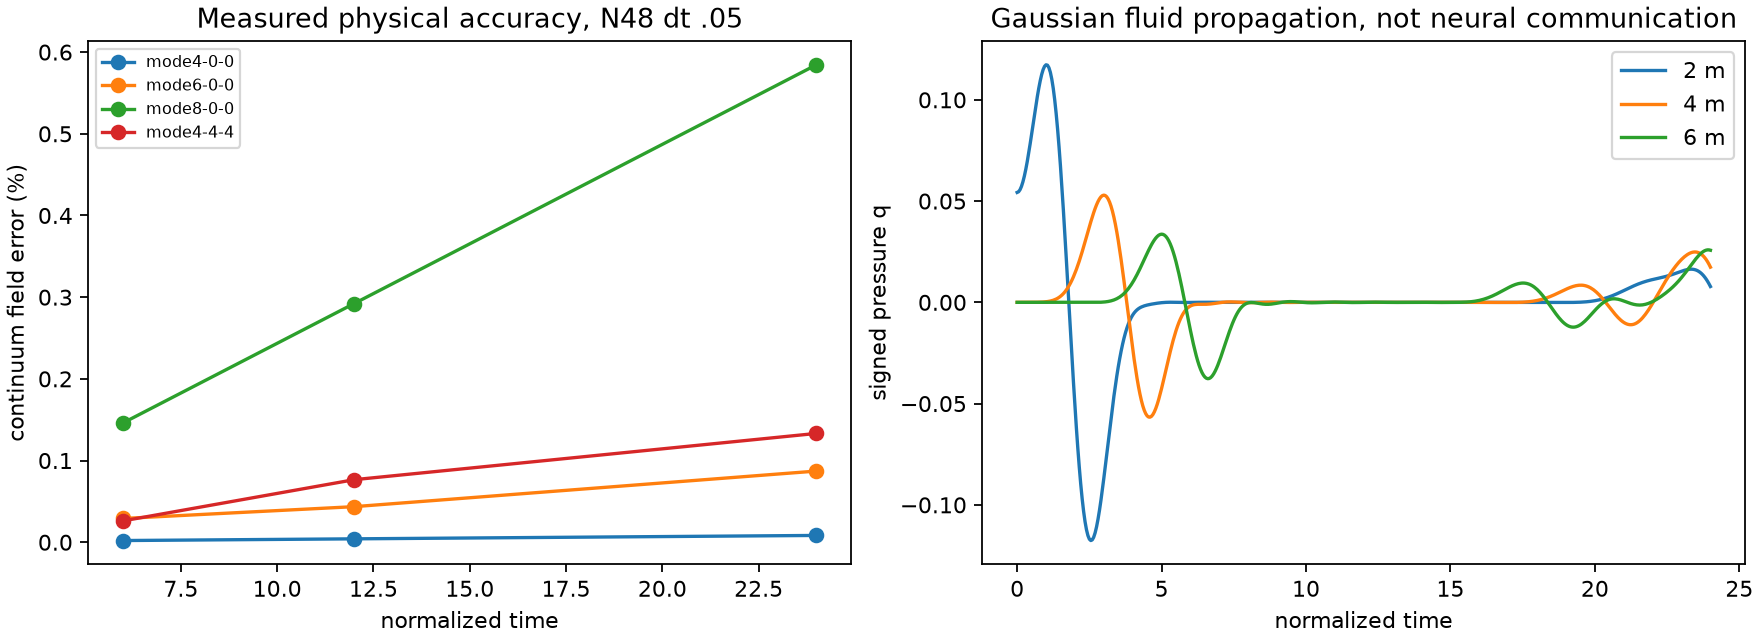 Measured physical accuracy, N48 dt .05
continuum field error (%)
0.6
0.5
0.4
0.3
0.2
0.1
0.0
mode4-0-0
mode6-0-0
mode8-0-0
mode4-4-4
7.5 10.0 12.5 15.0 17.5 20.0 22.5
normalized time
Gaussian fluid propagation, not neural communication
signed pressure q
0.10
0.05
0.00
−0.05
−0.10
2 m
4 m
6 m
0 5 10 15 20 25
normalized time